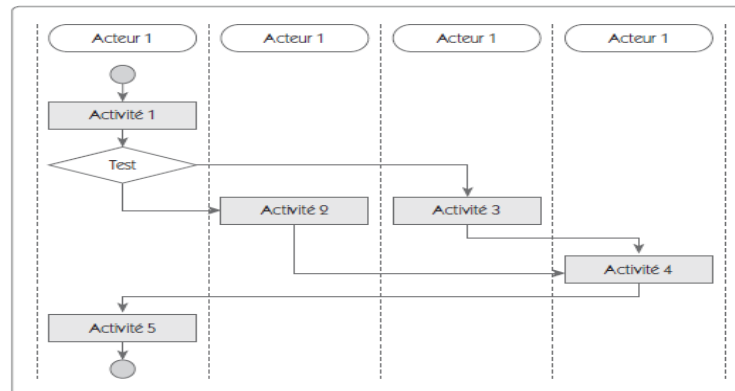 Acteur 1
Acteur 1
Acteur 1
Acteur 1
Activité 1
Test
Activité 2
Activité 3
Activité 4
Activité 5